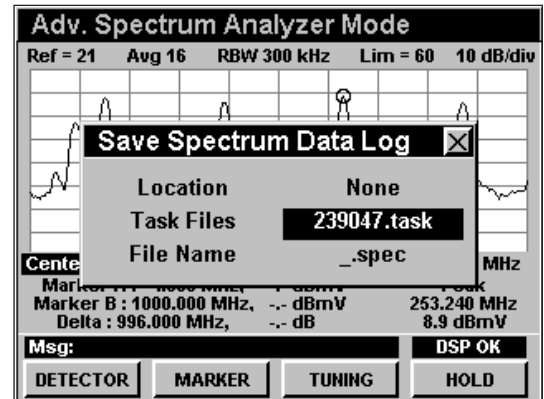 Adv. Spectrum Analyzer Mode
Ref = 21 Avg 16 RBW 300 kHz Lim = 60 10 dB/div
Save Spectrum Data Log
Location None
Task Files 239047.task
File Name _.spec
Cente MHz
Marker B : 1000.000 MHz, -.- dBmV 253.240 MHz
Delta : 996.000 MHz, -.- dB 8.9 dBmV
Msg: DSP OK
DETECTOR MARKER TUNING HOLD